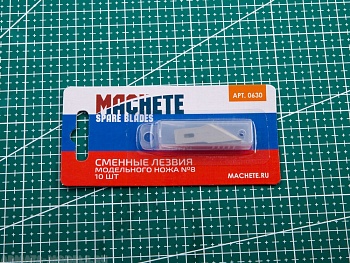 MACHETE
SPARE BLADES
АРТ. 0630
СМЕННЫЕ ЛЕЗВИЯ
МОДЕЛЬНОГО НОЖА №8
10 ШТ
MACHETE.RU